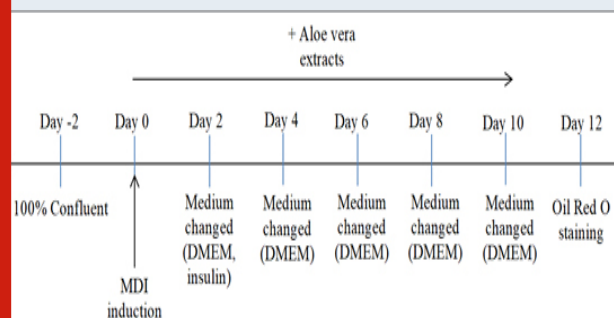 + Aloe vera
extracts
Day -2 Day 0 Day 2 Day 4 Day 6 Day 8 Day 10 Day 12
100% Confluent
MDI
induction
Medium
changed
(DMEM,
insulin)
Medium
changed
(DMEM)
Medium
changed
(DMEM)
Medium
changed
(DMEM)
Medium
changed
(DMEM)
Oil Red O
staining